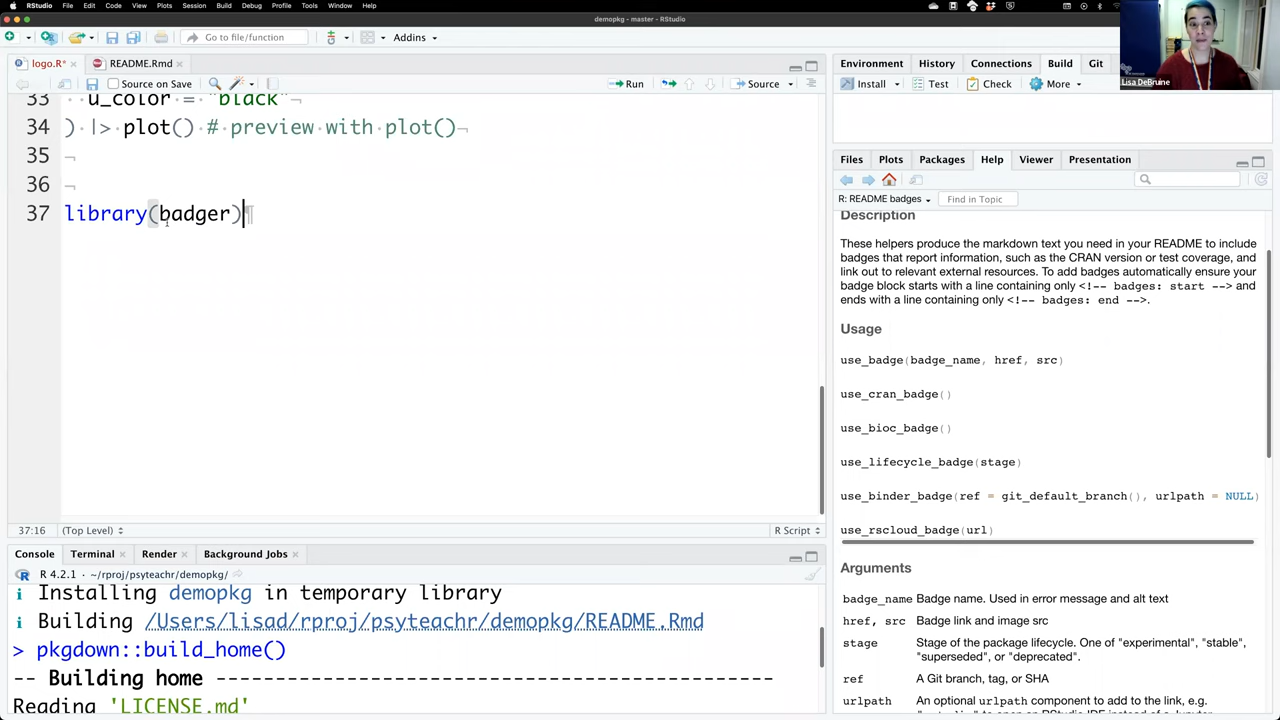 RStudio File Edit Code View Plots Session Build Debug Profile Tools Window Help
demopkg - master - RStudio
Go to file/function
Addins
logo.R*
README.Rmd
Source on Save
Run
Source
33 u_color = "black"
34 ) |> plot() # preview with plot()
35
36
37 library(badger)
37:16 (Top Level)
R Script
Console Terminal Render Background Jobs
R 4.2.1 · ~/rproj/psyteachr/demopkg/
i Installing demopkg in temporary library
i Building /Users/lisad/rproj/psyteachr/demopkg/README.Rmd
> pkgdown::build_home()
-- Building home -----------------------------------------------------
Reading 'LICENSE.md'
Environment History Connections Build Git
Install Test Check More
Files Plots Packages Help Viewer Presentation
R: README badges
Find in Topic
Description
These helpers produce the markdown text you need in your README to include
badges that report information, such as the CRAN version or test coverage, and
link out to relevant external resources. To add badges automatically ensure your
badge block starts with a line containing only <!-- badges: start --> and
ends with a line containing only <!-- badges: end -->.
Usage
use_badge(badge_name, href, src)
use_cran_badge()
use_bioc_badge()
use_lifecycle_badge(stage)
use_binder_badge(ref = git_default_branch(), urlpath = NULL)
use_rscloud_badge(url)
Arguments
badge_name Badge name. Used in error message and alt text
href, src Badge link and image src
stage Stage of the package lifecycle. One of "experimental", "stable",
"superseded", or "deprecated".
ref A Git branch, tag, or SHA
urlpath An optional urlpath component to add to the link, e.g.
Lisa DeBruine